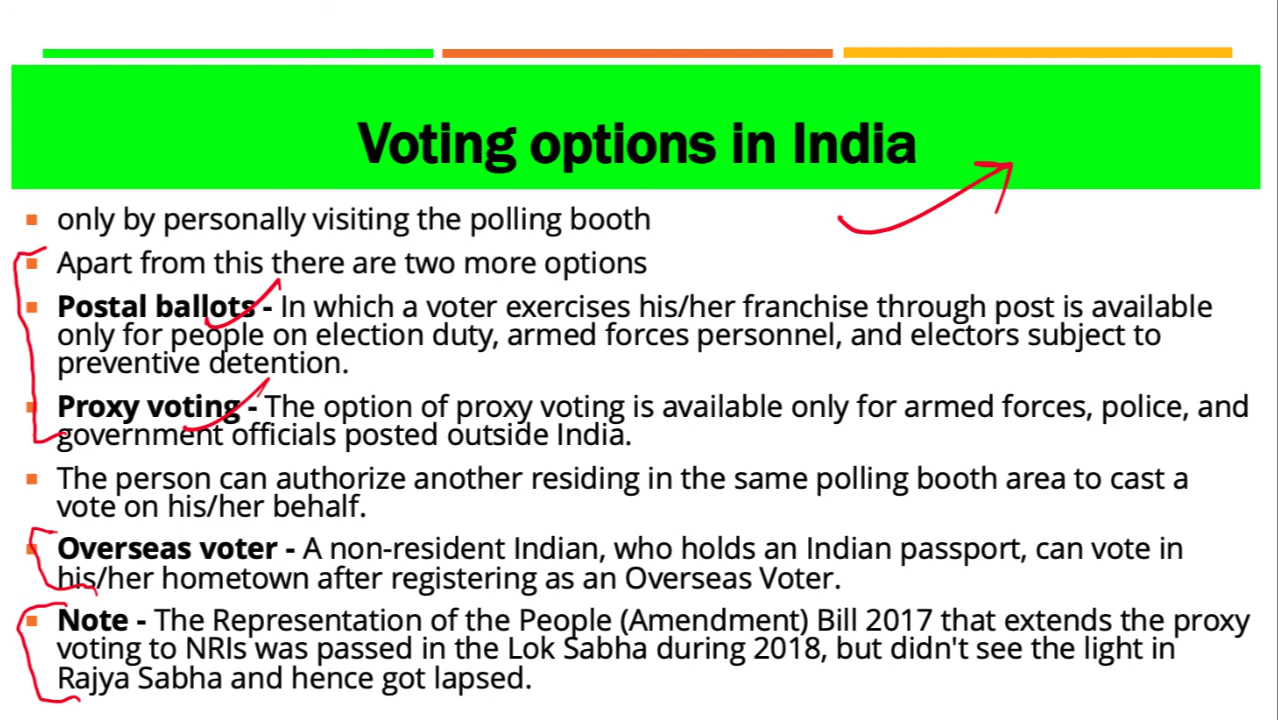 Voting options in India
only by personally visiting the polling booth
Apart from this there are two more options
Postal ballots - In which a voter exercises his/her franchise through post is available
only for people on election duty, armed forces personnel, and electors subject to
preventive detention.
Proxy voting - The option of proxy voting is available only for armed forces, police, and
government officials posted outside India.
The person can authorize another residing in the same polling booth area to cast a
vote on his/her behalf.
Overseas voter - A non-resident Indian, who holds an Indian passport, can vote in
his/her hometown after registering as an Overseas Voter.
Note - The Representation of the People (Amendment) Bill 2017 that extends the proxy
voting to NRIs was passed in the Lok Sabha during 2018, but didn't see the light in
Rajya Sabha and hence got lapsed.